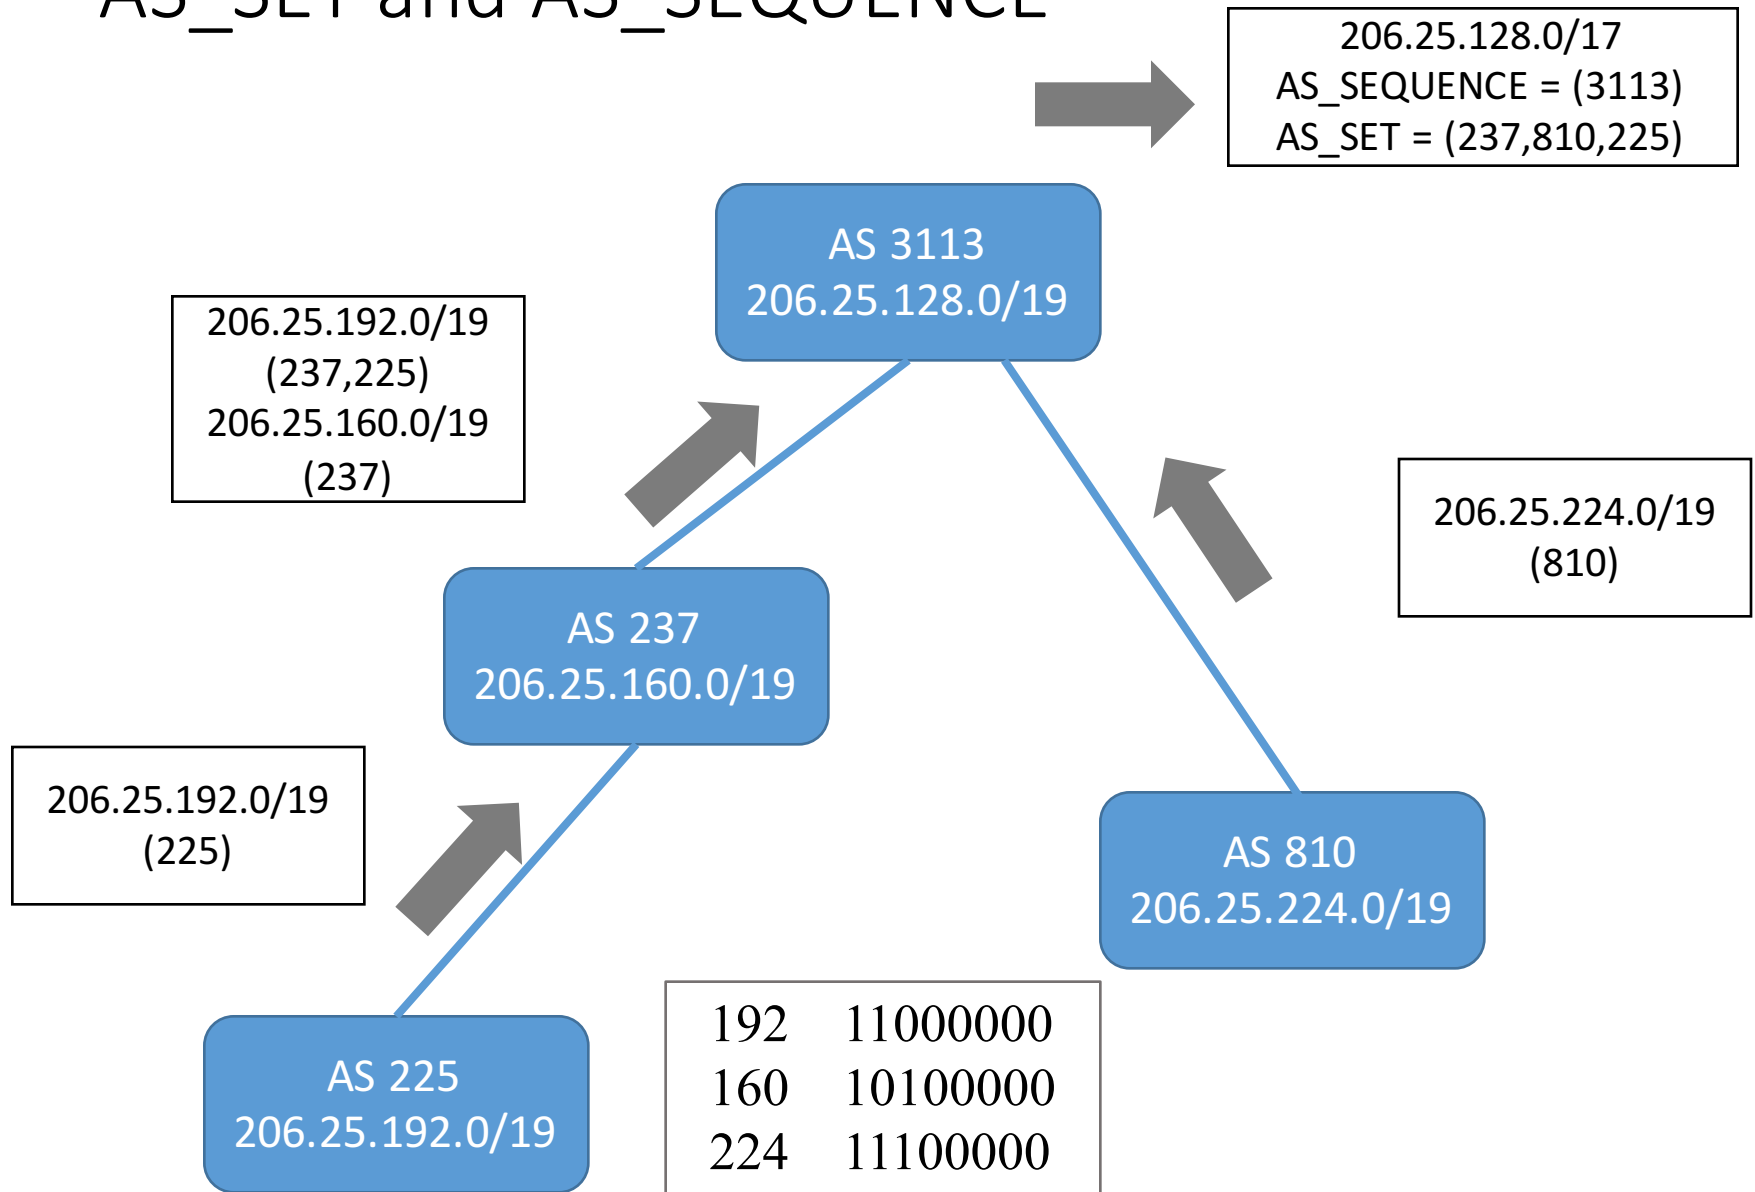 AS_SET and AS_SEQUENCE
206.25.128.0/17
AS_SEQUENCE = (3113)
AS_SET = (237,810,225)
AS 3113
206.25.128.0/19
206.25.192.0/19
(237,225)
206.25.160.0/19
(237)
206.25.224.0/19
(810)
AS 237
206.25.160.0/19
206.25.192.0/19
(225)
AS 810
206.25.224.0/19
AS 225
206.25.192.0/19
192 11000000
160 10100000
224 11100000